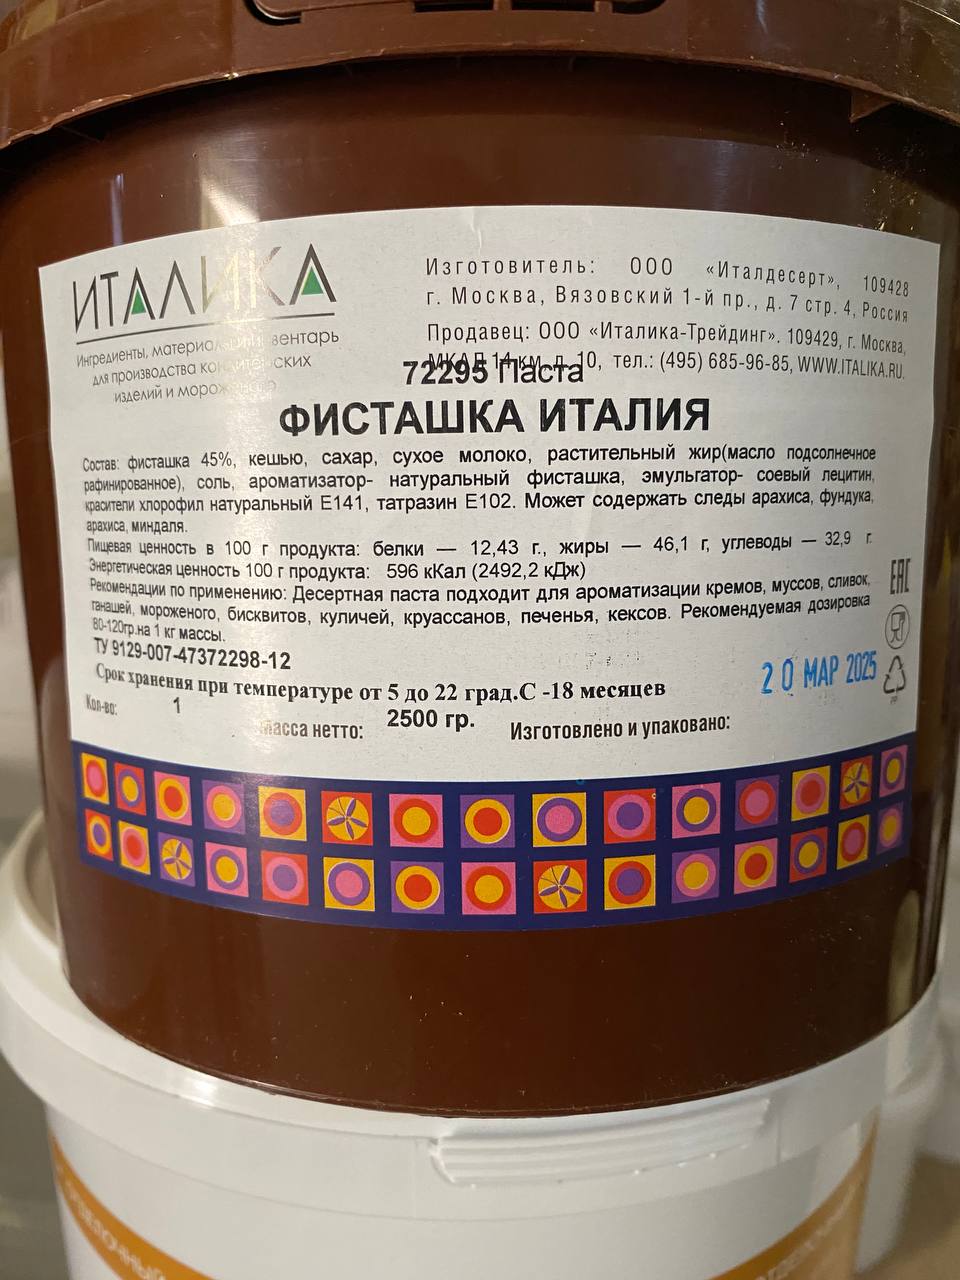 ИТАЛИКА
Ингредиенты, материалы и инвентарь
для производства кондитерских
изделий и мороженого
Изготовитель: ООО «Италдесерт», 109428
г. Москва, Вязовский 1-й пр., д. 7 стр. 4, Россия
Продавец: ООО «Италика-Трейдинг». 109429, г. Москва,
МКАД 14 км, д. 10, тел.: (495) 685-96-85, WWW.ITALIKA.RU.
72295 Паста
ФИСТАШКА ИТАЛИЯ
Состав: фисташка 45%, кешью, сахар, сухое молоко, растительный жир(масло подсолнечное
рафинированное), соль, ароматизатор- натуральный фисташка, эмульгатор- соевый лецитин,
красители хлорофил натуральный Е141, татразин Е102. Может содержать следы арахиса, фундука,
арахиса, миндаля.
Пищевая ценность в 100 г продукта: белки — 12,43 г., жиры — 46,1 г, углеводы — 32,9 г.
Энергетическая ценность 100 г продукта: 596 кКал (2492,2 кДж)
Рекомендации по применению: Десертная паста подходит для ароматизации кремов, муссов, сливок,
ганашей, мороженого, бисквитов, куличей, круассанов, печенья, кексов. Рекомендуемая дозировка
80-120гр.на 1 кг массы.
ТУ 9129-007-47372298-12
Срок хранения при температуре от 5 до 22 град.С -18 месяцев
20 МАР 2025
Кол-во: 1
Масса нетто: 2500 гр.
Изготовлено и упаковано:
EAC
PP